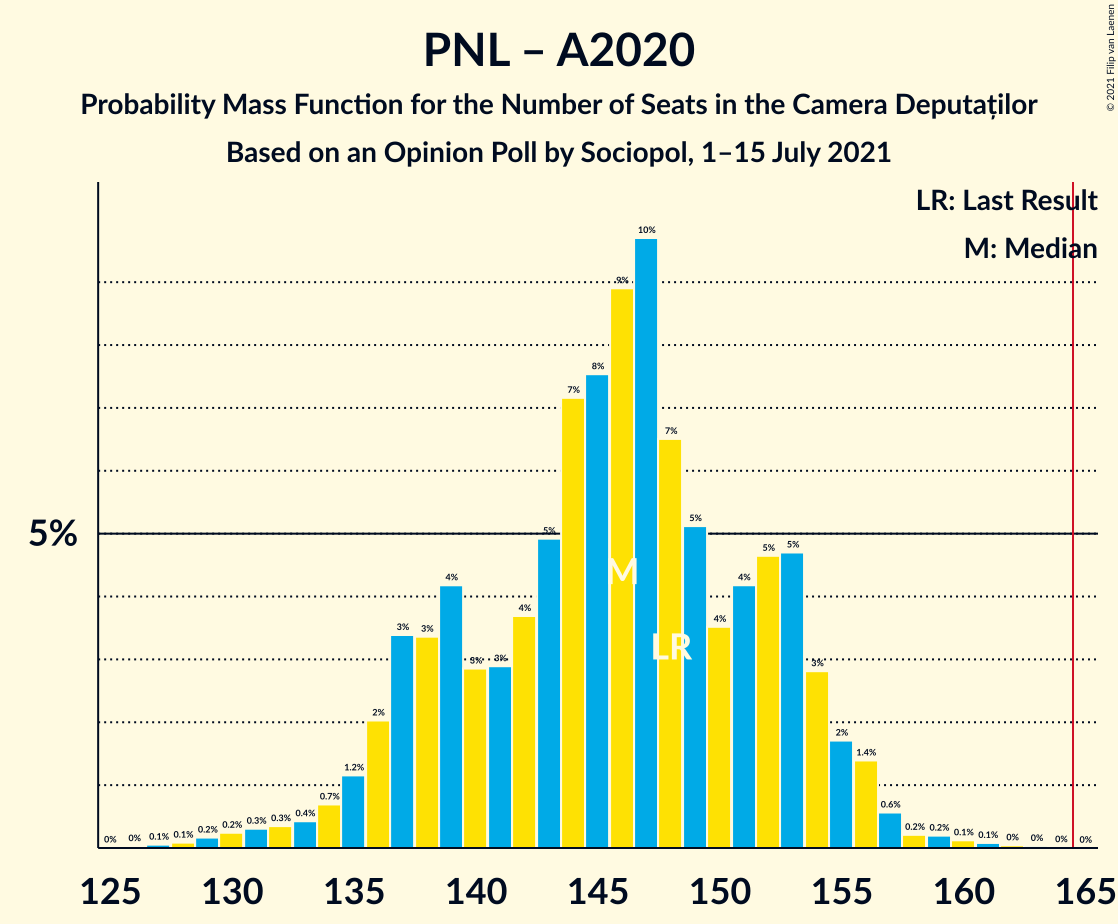 PNL – A2020
Probability Mass Function for the Number of Seats in the Camera Deputaților
Based on an Opinion Poll by Sociopol, 1–15 July 2021
© 2021 Filip van Laenen
LR: Last Result
M: Median
5%
0% 0% 0.1% 0.1% 0.2% 0.2% 0.3% 0.3% 0.4% 0.7% 1.2% 2% 3% 3% 4% 3% 3% 4% 5% 7% 8% 9% 10% 7% 5% 4% 4% 5% 5% 3% 2% 1.4% 0.6% 0.2% 0.2% 0.1% 0.1% 0% 0% 0% 0%
M
LR
125 130 135 140 145 150 155 160 165